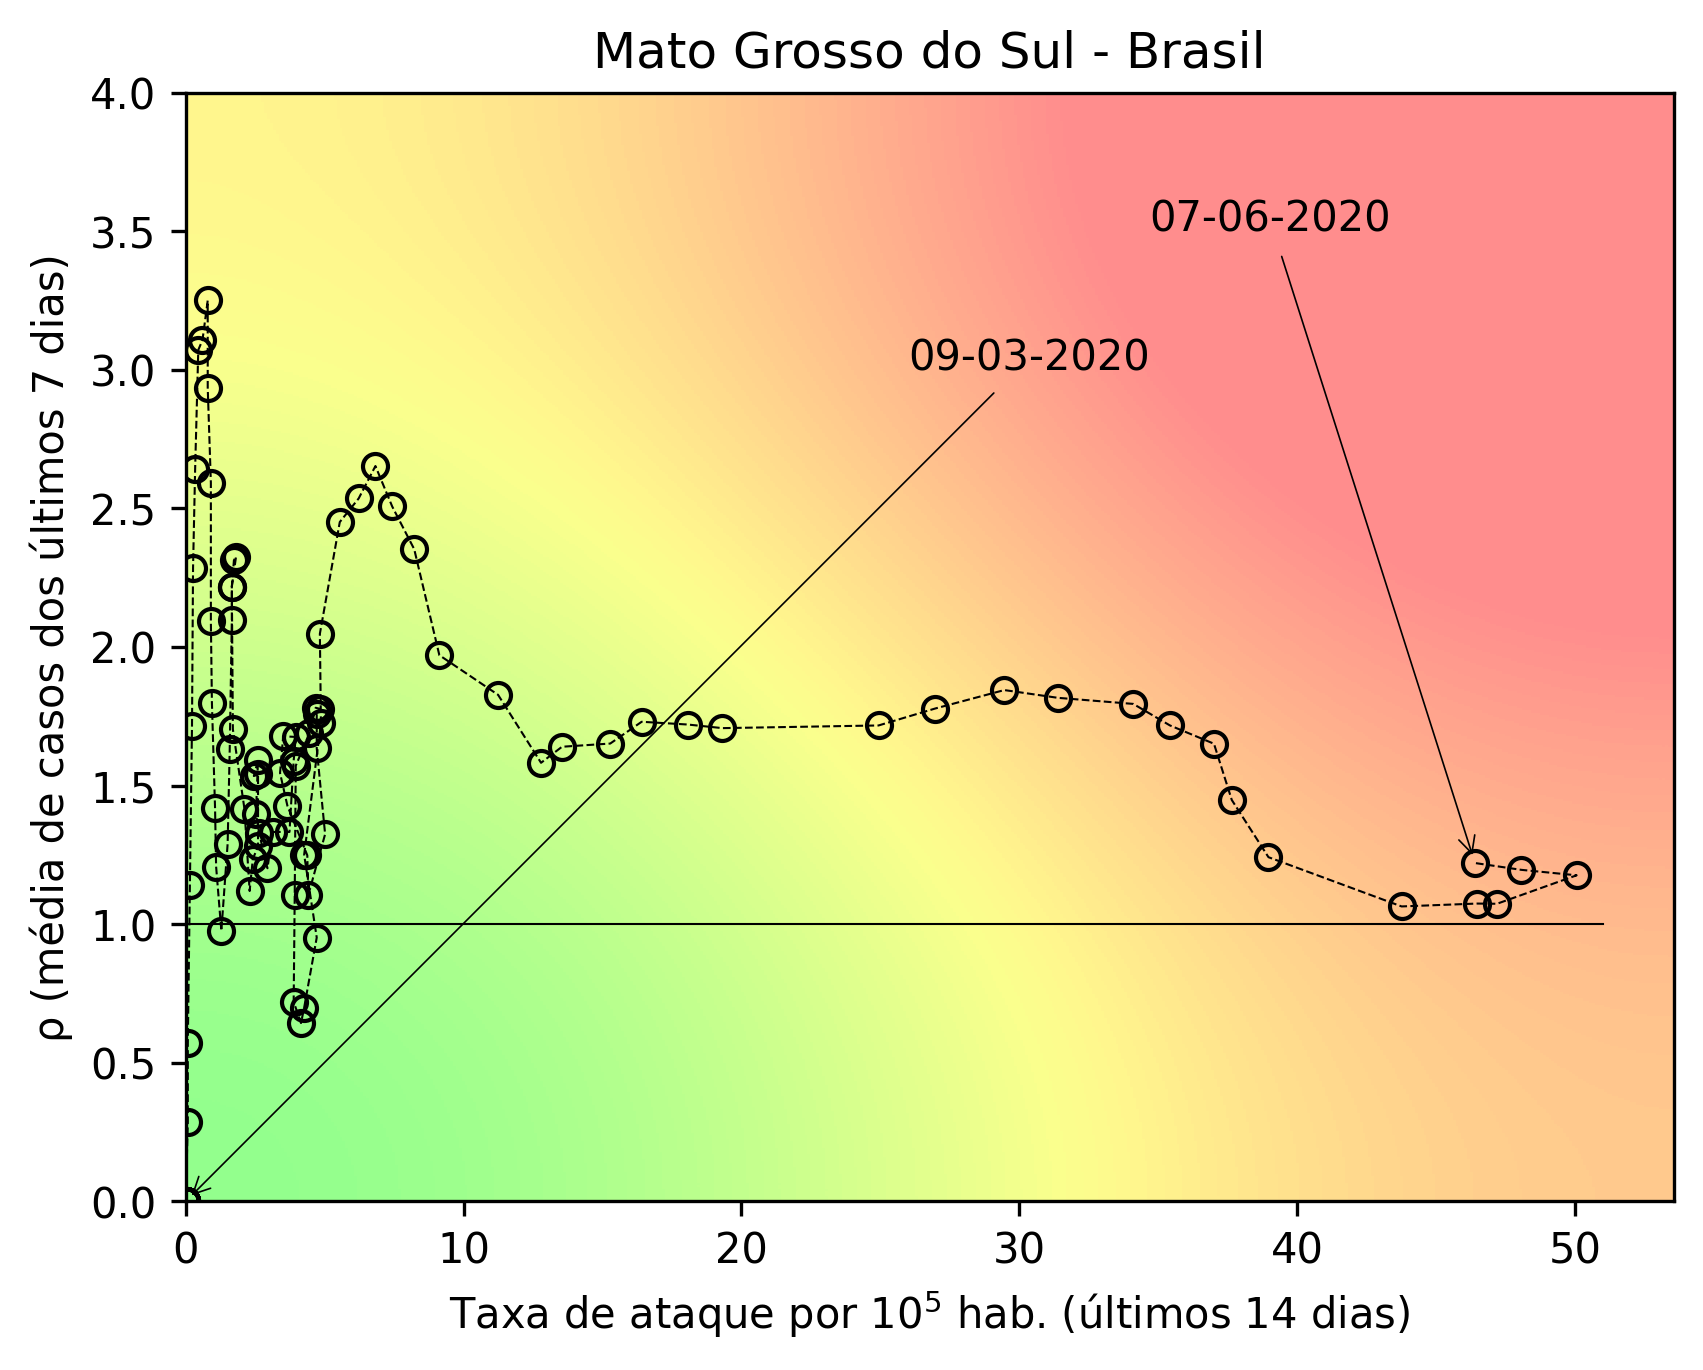 Mato Grosso do Sul - Brasil
4.0
3.5
3.0
2.5
2.0
1.5
1.0
0.5
0.0
ρ (média de casos dos últimos 7 dias)
07-06-2020
09-03-2020
0 10 20 30 40 50
Taxa de ataque por 10⁵ hab. (últimos 14 dias)